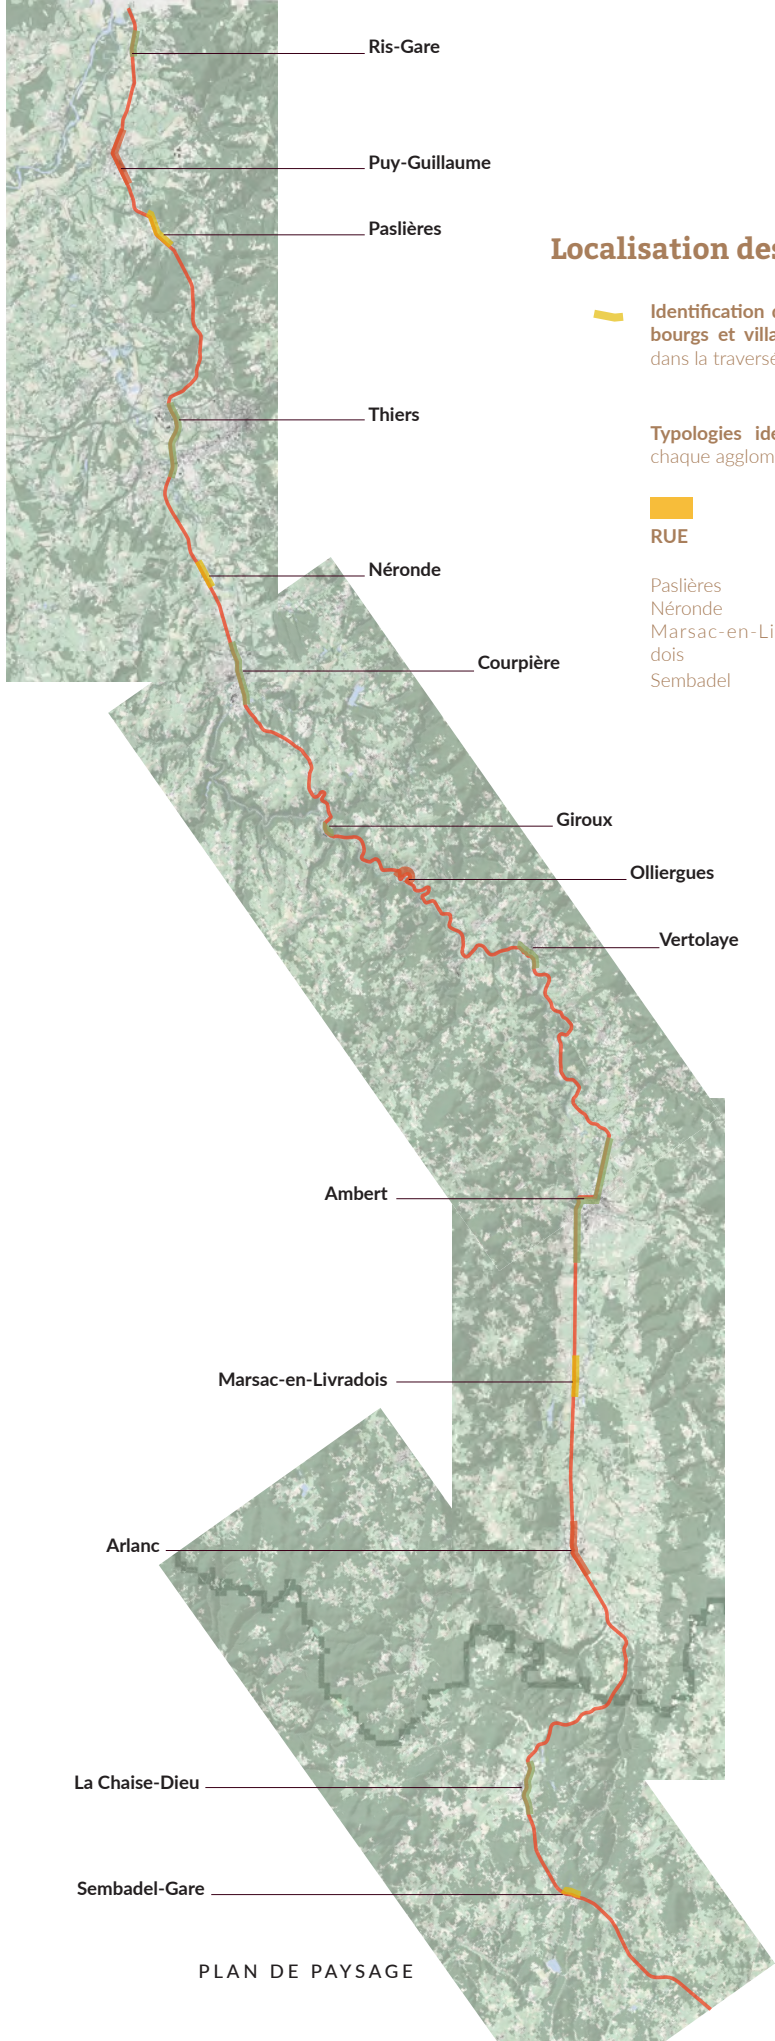 Ris-Gare
Puy-Guillaume
Paslières
Localisation des
Identification
bourgs et villa
dans la traversé
Thiers
Typologies ide
chaque agglom
RUE
Néronde
Paslières
Néronde
Marsac-en-Li
dois
Sembadel
Courpière
Giroux
Olliergues
Vertolaye
Ambert
Marsac-en-Livradois
Arlanc
La Chaise-Dieu
Sembadel-Gare
PLAN DE PAYSAGE